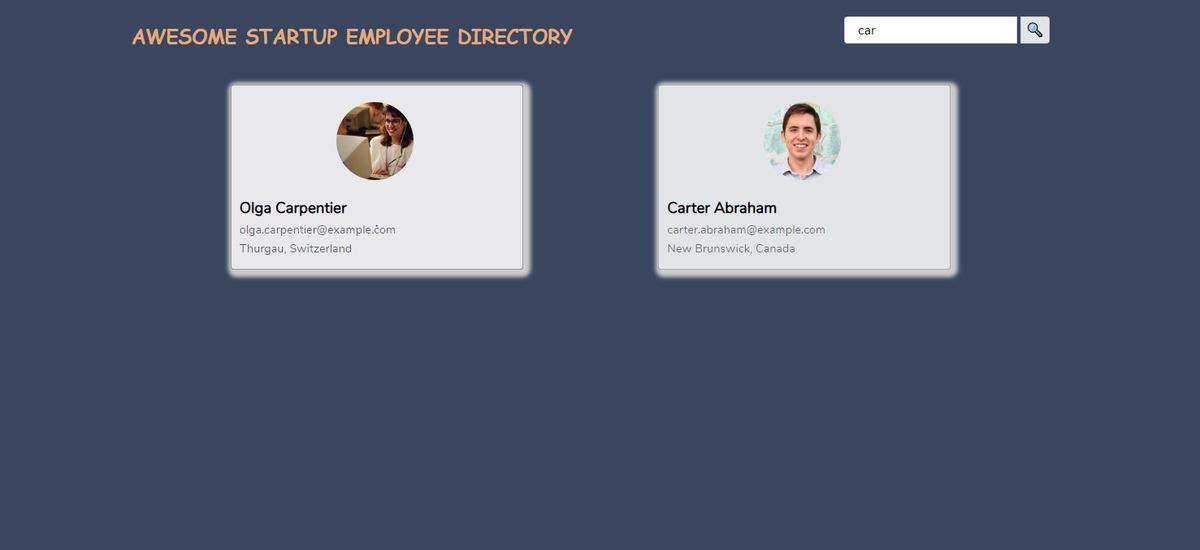 AWESOME STARTUP EMPLOYEE DIRECTORY
car
Olga Carpentier
olga.carpentier@example.com
Thurgau, Switzerland
Carter Abraham
carter.abraham@example.com
New Brunswick, Canada